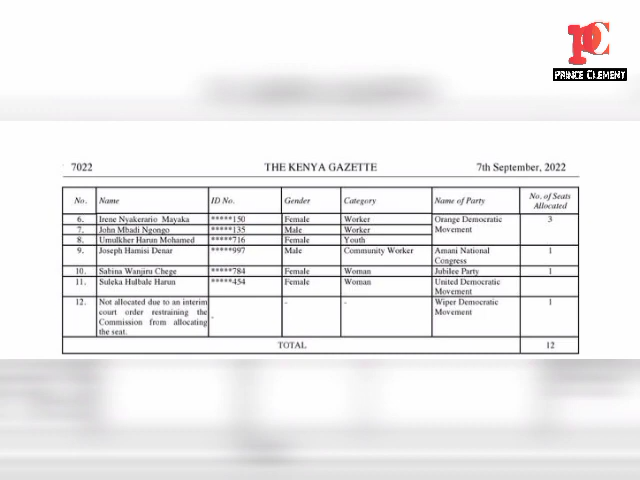 PRINCE CLEMENT
7022 THE KENYA GAZETTE 7th September, 2022
No. Name ID No. Gender Category Name of Party No. of Seats Allocated
6. Irene Nyakerario Mayaka *****150 Female Worker Orange Democratic Movement 3
7. John Mbadi Ngongo *****135 Male Worker
8. Umulkher Harun Mohamed *****716 Female Youth
9. Joseph Hamisi Denar *****997 Male Community Worker Amani National Congress 1
10. Sabina Wanjiru Chege *****784 Female Woman Jubilee Party 1
11. Suleka Hulbale Harun *****454 Female Woman United Democratic Movement 1
12. Not allocated due to an interim court order restraining the Commission from allocating the seat. - - - Wiper Democratic Movement 1
TOTAL 12